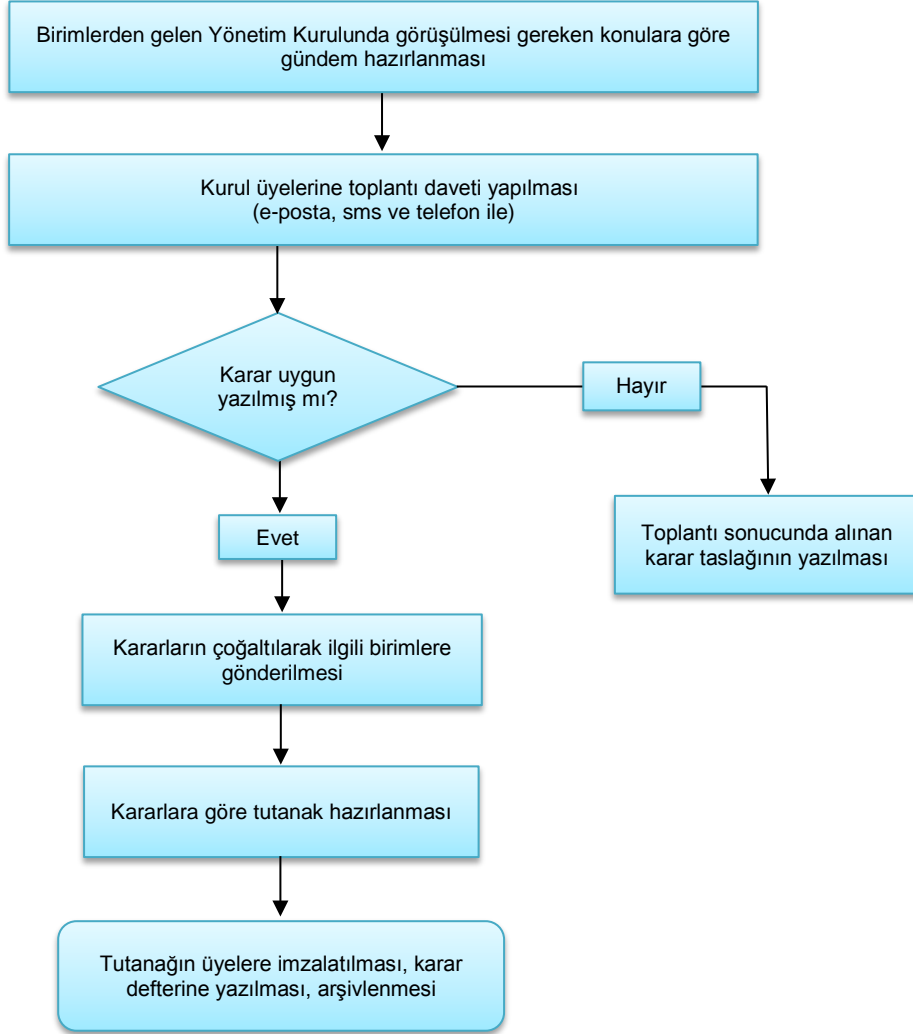 Birimlerden gelen Yönetim Kurulunda görüşülmesi gereken konulara göre
gündem hazırlanması
Kurul üyelerine toplantı daveti yapılması
(e-posta, sms ve telefon ile)
Karar uygun
yazılmış mı?
Hayır
Toplantı sonucunda alınan
karar taslağının yazılması
Evet
Kararların çoğaltılarak ilgili birimlere
gönderilmesi
Kararlara göre tutanak hazırlanması
Tutanağın üyelere imzalatılması, karar
defterine yazılması, arşivlenmesi